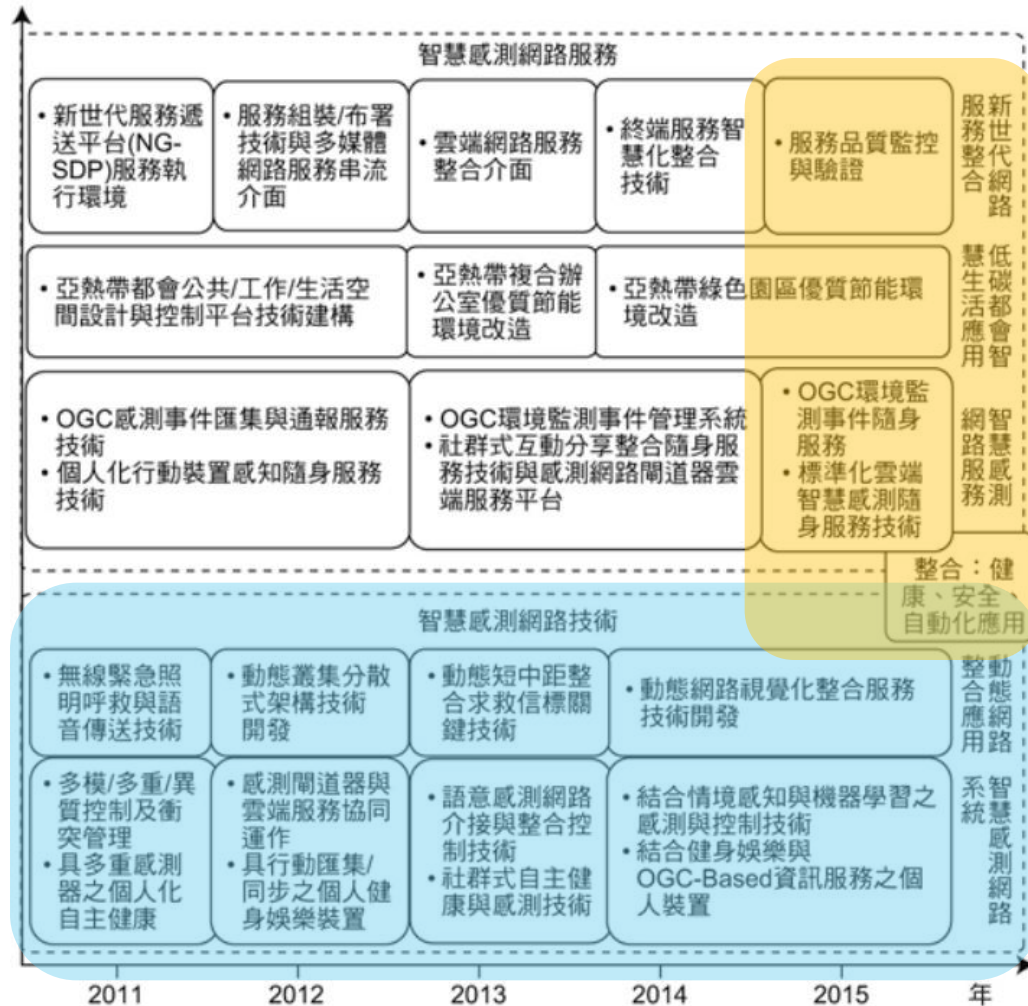 智慧感測網路服務
• 新世代服務遞
送平台(NG-
SDP)服務執
行環境
• 服務組裝/布署
技術與多媒體
網路服務串流
介面
• 雲端網路服務
整合介面
• 終端服務智
慧化整合
技術
• 服務品質監控
與驗證
新世代網路
服務整合
• 亞熱帶都會公共/工作/生活空
間設計與控制平台技術建構
• 亞熱帶複合辦
公室優質節能
環境改造
• 亞熱帶綠色園區優質節能環
境改造
低碳都會智
慧生活應用
• OGC感測事件匯集與通報服務
技術
• 個人化行動裝置感知隨身服務
技術
• OGC環境監測事件管理系統
• 社群式互動分享整合隨身服
務技術與感測網路閘道器雲
端服務平台
• OGC環境監
測事件隨身
服務
• 標準化雲端
智慧感測隨
身服務技術
智慧感測
網路服務
整合：健
康、安全
自動化應用
智慧感測網路技術
• 無線緊急照
明呼救與語
音傳送技術
• 動態叢集分散
式架構技術
開發
• 動態短中距整
合求救信標關
鍵技術
• 動態網路視覺化整合服務
技術開發
動態網路
整合應用
• 多模/多重/異
質控制及衝
突管理
• 具多重感測
器之個人化
自主健康
• 感測閘道器與
雲端服務協同
運作
• 具行動匯集/
同步之個人健
身娛樂裝置
• 語意感測網路
介接與整合控
制技術
• 社群式自主健
康與感測技術
• 結合情境感知與機器學習之
感測與控制技術
• 結合健身娛樂與
OGC-Based資訊服務之個
人裝置
智慧感測網路
系統
2011 2012 2013 2014 2015 年